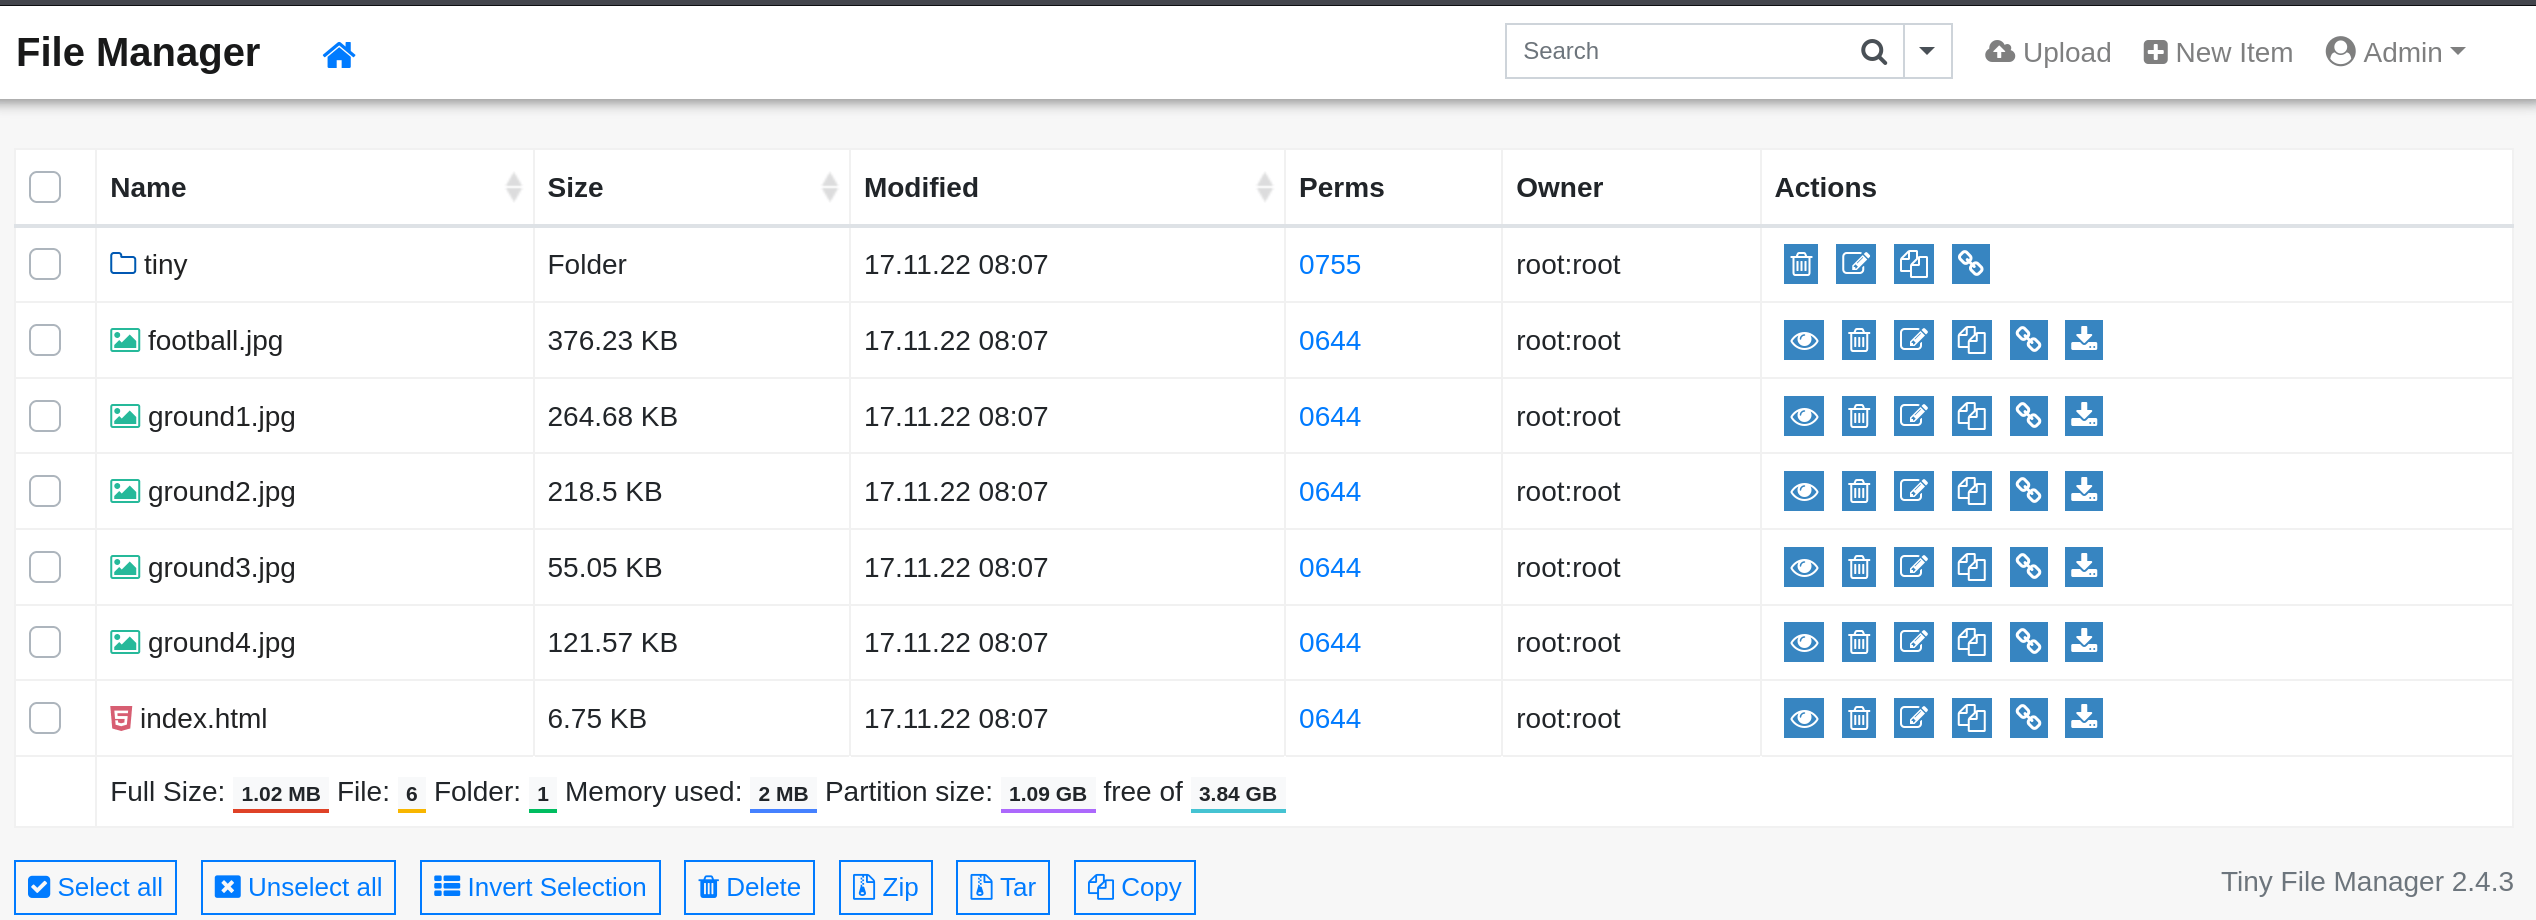 File Manager Search Upload New Item Admin
Name Size Modified Perms Owner Actions
tiny Folder 17.11.22 08:07 0755 root:root
football.jpg 376.23 KB 17.11.22 08:07 0644 root:root
ground1.jpg 264.68 KB 17.11.22 08:07 0644 root:root
ground2.jpg 218.5 KB 17.11.22 08:07 0644 root:root
ground3.jpg 55.05 KB 17.11.22 08:07 0644 root:root
ground4.jpg 121.57 KB 17.11.22 08:07 0644 root:root
index.html 6.75 KB 17.11.22 08:07 0644 root:root
Full Size: 1.02 MB File: 6 Folder: 1 Memory used: 2 MB Partition size: 1.09 GB free of 3.84 GB
Select all Unselect all Invert Selection Delete Zip Tar Copy Tiny File Manager 2.4.3